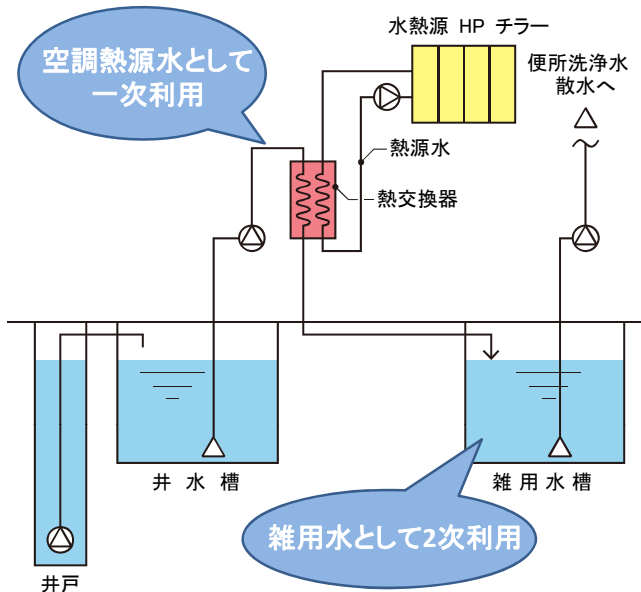 空調熱源水として
一次利用
水熱源 HP チラー
便所洗浄水
散水へ
熱源水
熱交換器
井水槽
雑用水槽
雑用水として2次利用
井戸